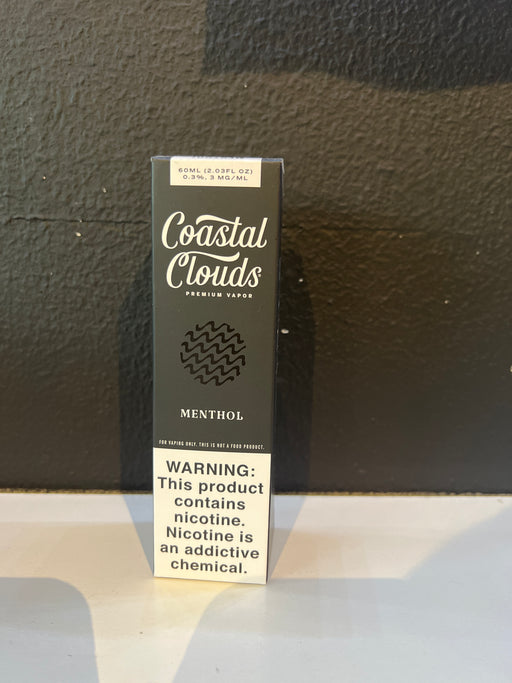 60ML (2.03FL OZ)
0.3%, 3 MG/ML
Coastal
Clouds
PREMIUM VAPOR
MENTHOL
FOR VAPING ONLY. THIS IS NOT A FOOD PRODUCT.
WARNING:
This product
contains
nicotine.
Nicotine is
an addictive
chemical.